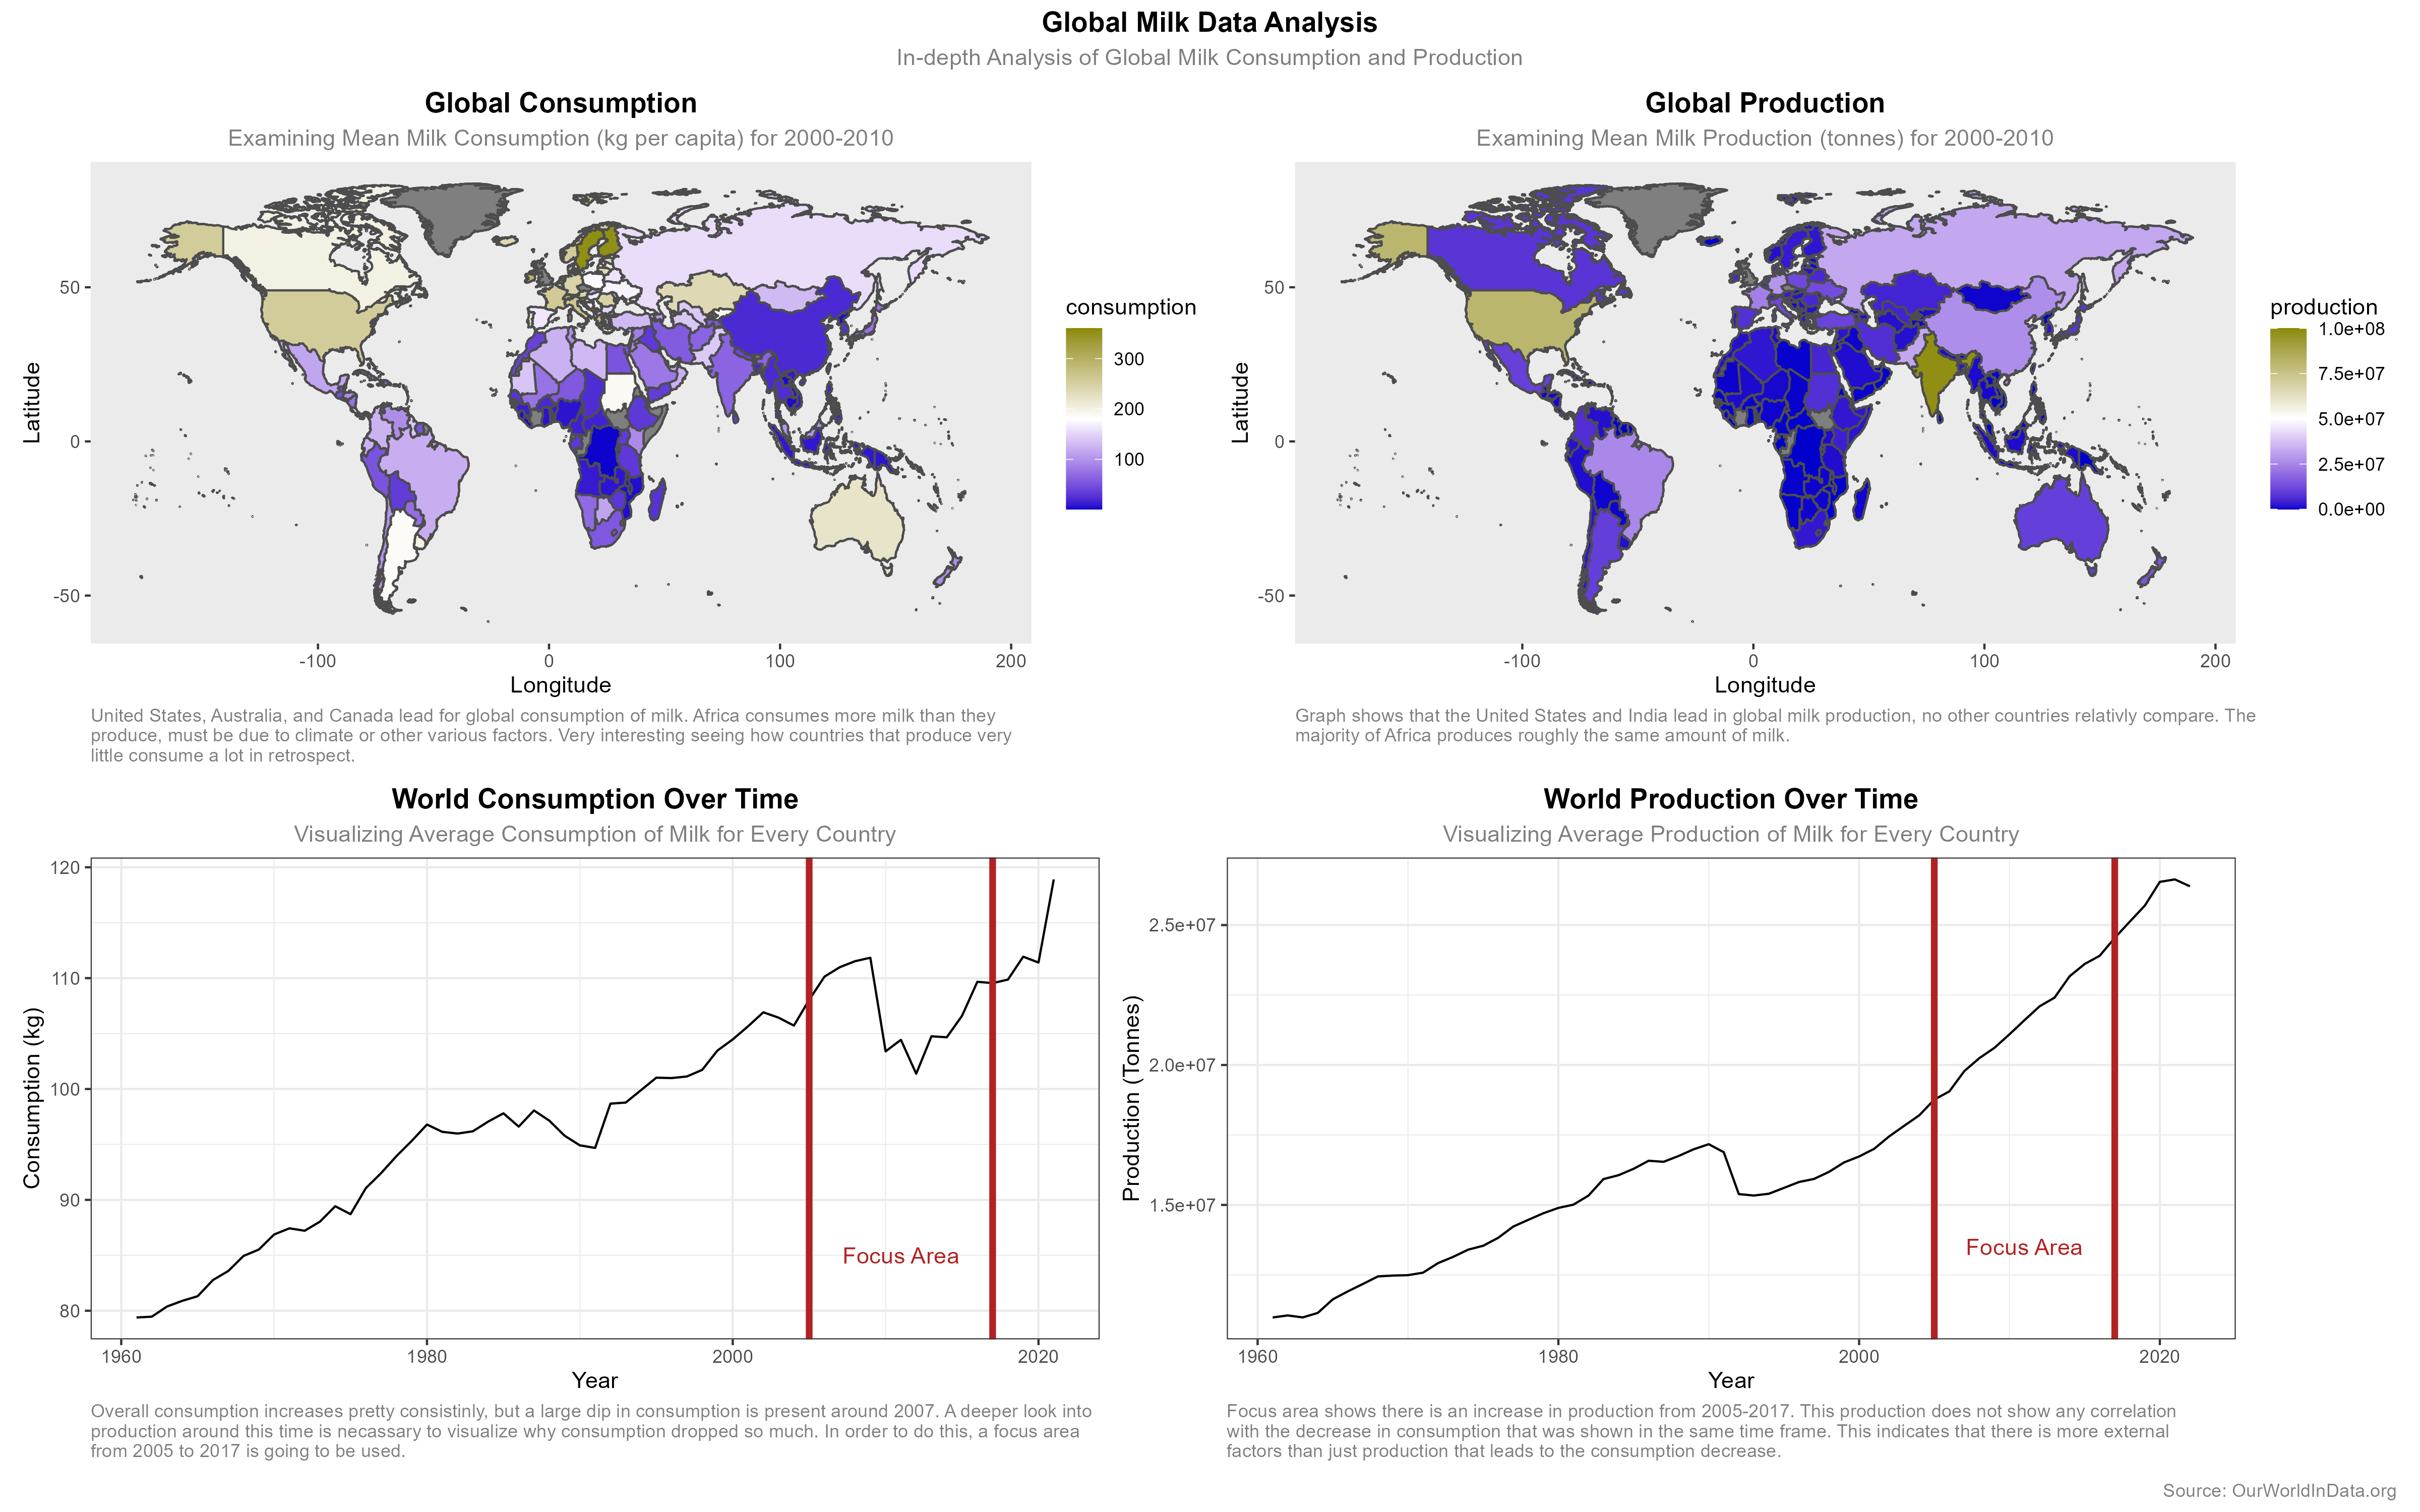 Global Milk Data Analysis
In-depth Analysis of Global Milk Consumption and Production
Global Consumption
Examining Mean Milk Consumption (kg per capita) for 2000-2010
Latitude
50
0
-50
-100
0
100
200
Longitude
consumption
300
200
100
United States, Australia, and Canada lead for global consumption of milk. Africa consumes more milk than they
produce, must be due to climate or other various factors. Very interesting seeing how countries that produce very
little consume a lot in retrospect.
Global Production
Examining Mean Milk Production (tonnes) for 2000-2010
Latitude
50
0
-50
-100
0
100
200
Longitude
production
1.0e+08
7.5e+07
5.0e+07
2.5e+07
0.0e+00
Graph shows that the United States and India lead in global milk production, no other countries relativly compare. The
majority of Africa produces roughly the same amount of milk.
World Consumption Over Time
Visualizing Average Consumption of Milk for Every Country
Consumption (kg)
120
110
100
90
80
Focus Area
1960
1980
2000
2020
Year
Overall consumption increases pretty consistinly, but a large dip in consumption is present around 2007. A deeper look into
production around this time is necassary to visualize why consumption dropped so much. In order to do this, a focus area
from 2005 to 2017 is going to be used.
World Production Over Time
Visualizing Average Production of Milk for Every Country
Production (Tonnes)
2.5e+07
2.0e+07
1.5e+07
Focus Area
1960
1980
2000
2020
Year
Focus area shows there is an increase in production from 2005-2017. This production does not show any correlation
with the decrease in consumption that was shown in the same time frame. This indicates that there is more external
factors than just production that leads to the consumption decrease.
Source: OurWorldInData.org